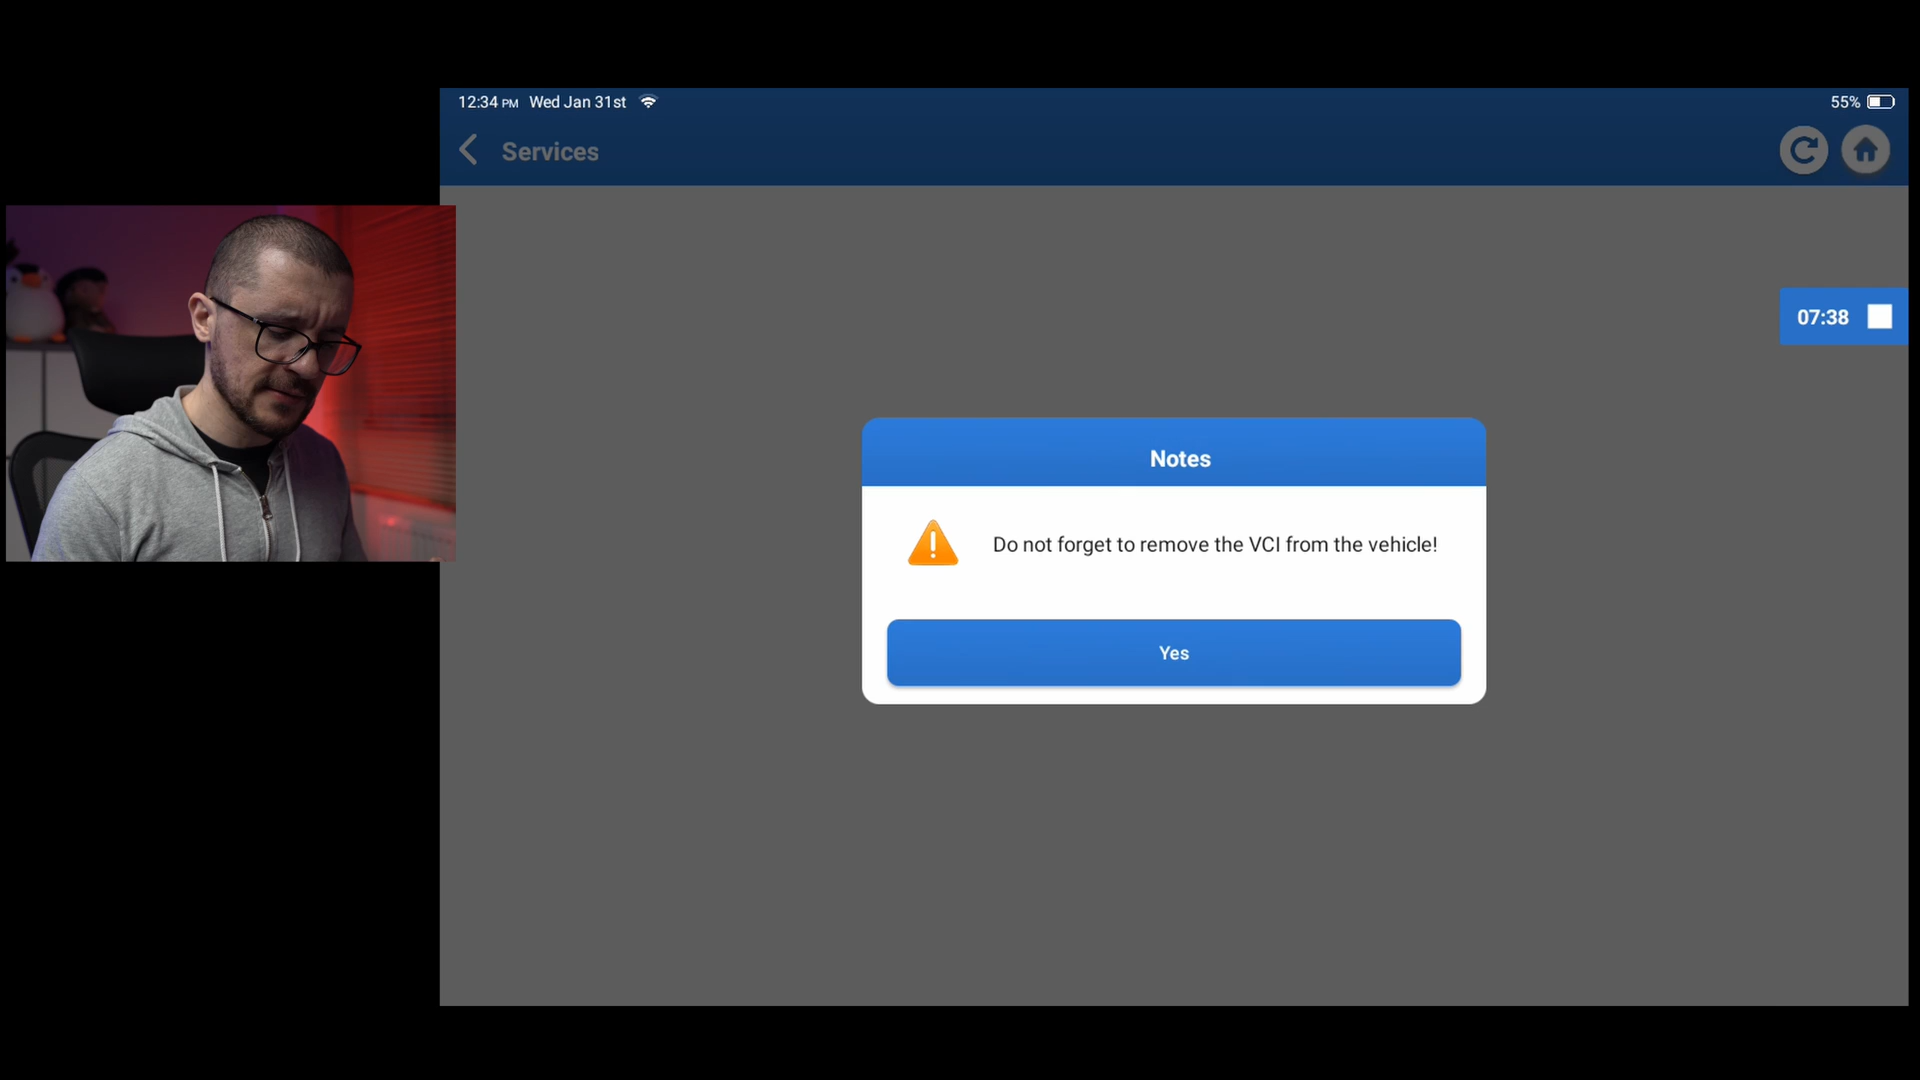 12:34 PM Wed Jan 31st
55%
Services
07:38
Notes
Do not forget to remove the VCI from the vehicle!
Yes